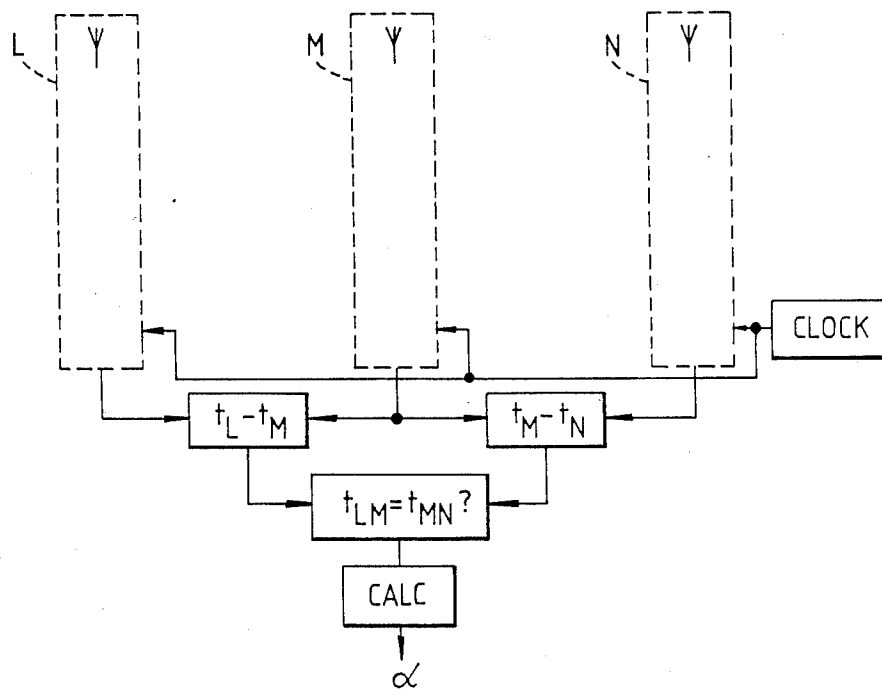 L
M
N
CLOCK
t_L-t_M
t_M-t_N
t_LM=t_MN?
CALC
α